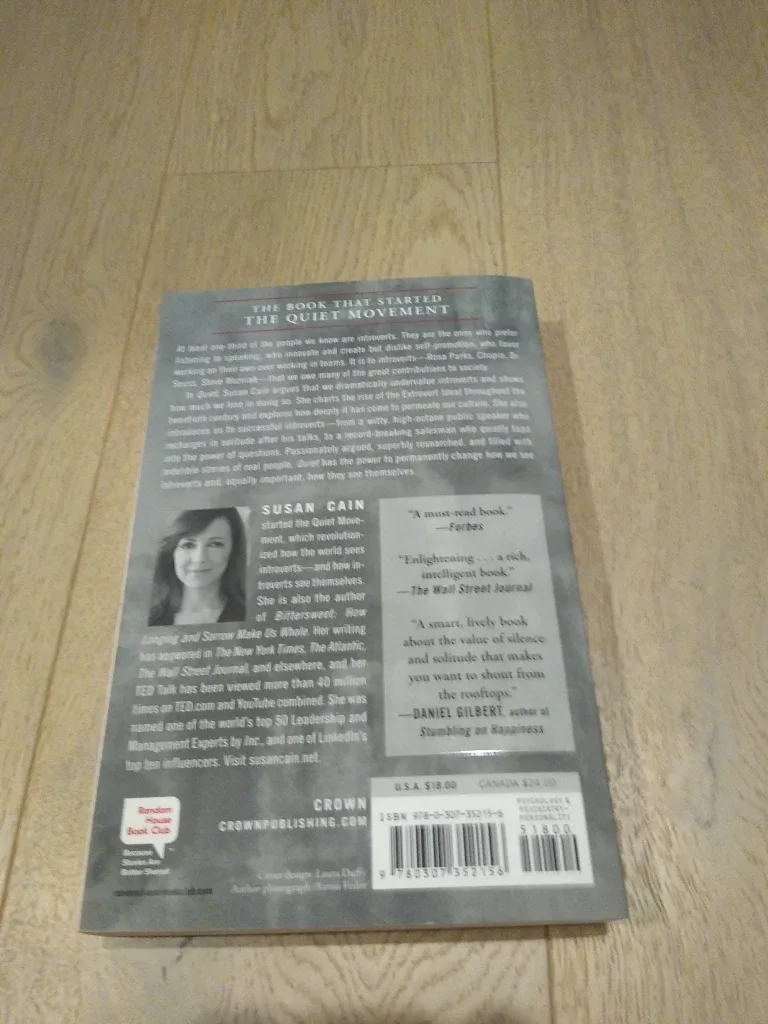 THE BOOK THAT STARTED
THE QUIET MOVEMENT
At least one-third of the people we know are introverts. They are the ones who prefer
listening to speaking; who innovate and create but dislike self-promotion; who favor
working on their own over working in teams. It is to introverts—Rosa Parks, Chopin, Dr.
Seuss, Steve Wozniak—that we owe many of the great contributions to society.
In Quiet, Susan Cain argues that we dramatically undervalue introverts and shows
how much we lose in doing so. She charts the rise of the Extrovert Ideal throughout the
twentieth century and explores how deeply it has come to permeate our culture. She also
introduces us to successful introverts—from a witty, high-octane public speaker who
recharges in solitude after his talks, to a record-breaking salesman who quietly taps
into the power of questions. Passionately argued, superbly researched, and filled with
indelible stories of real people, Quiet has the power to permanently change how we see
introverts and, equally important, how they see themselves.
SUSAN CAIN
started the Quiet Move-
ment, which revolution-
ized how the world sees
introverts—and how in-
troverts see themselves.
She is also the author
of Bittersweet: How
Longing and Sorrow Make Us Whole. Her writing
has appeared in The New York Times, The Atlantic,
The Wall Street Journal, and elsewhere, and her
TED Talk has been viewed more than 40 million
times on TED.com and YouTube combined. She was
named one of the world's top 50 Leadership and
Management Experts by Inc., and one of LinkedIn's
top ten influencers. Visit susancain.net.
"A must-read book."
—Forbes
"Enlightening . . . a rich,
intelligent book."
—The Wall Street Journal
"A smart, lively book
about the value of silence
and solitude that makes
you want to shout from
the rooftops."
—DANIEL GILBERT, author of
Stumbling on Happiness
Random
House
Book Club
Because
Stories Are
Better Shared
CROWN
CROWNPUBLISHING.COM
Cover design: Laura Duffy
Author photograph:
U.S.A. $18.00 CANADA $24.00
ISBN 978-0-307-35215-6
PSYCHOLOGY &
PSYCHIATRY-
PERSONALITY
51800
9 780307 352156